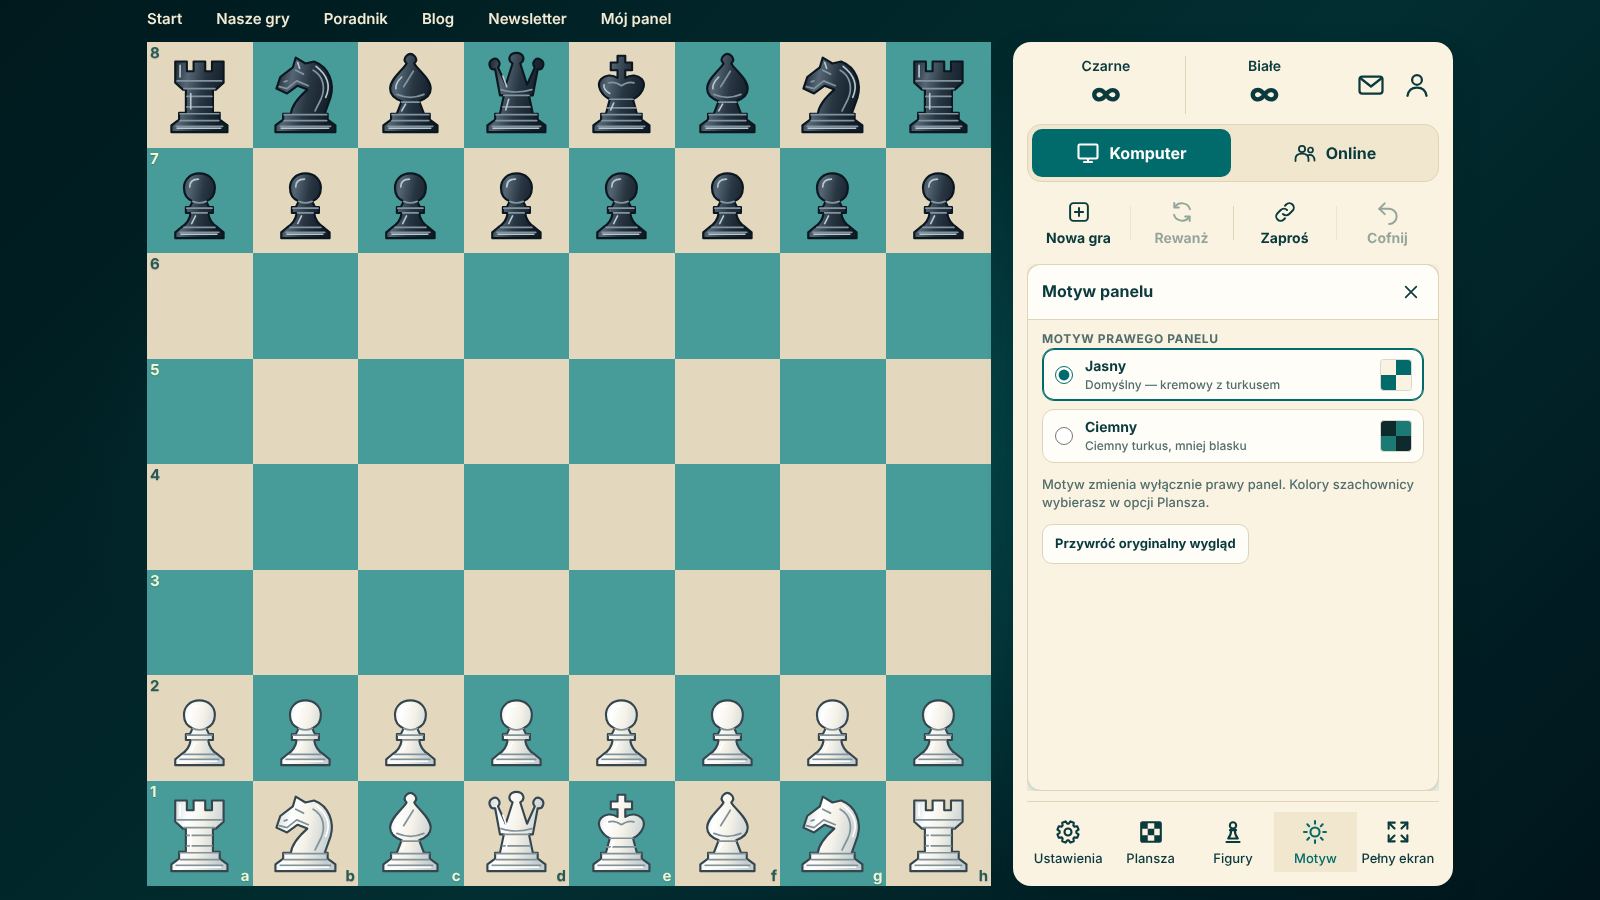 Start Nasze gry Poradnik Blog Newsletter Mój panel
8
7
6
5
4
3
2
1
a b c d e f g h
Czarne Białe
∞ ∞
Komputer Online
Nowa gra Rewanż Zaproś Cofnij
Motyw panelu
MOTYW PRAWEGO PANELU
Jasny
Domyślny — kremowy z turkusem
Ciemny
Ciemny turkus, mniej blasku
Motyw zmienia wyłącznie prawy panel. Kolory szachownicy
wybierasz w opcji Plansza.
Przywróć oryginalny wygląd
Ustawienia Plansza Figury Motyw Pełny ekran